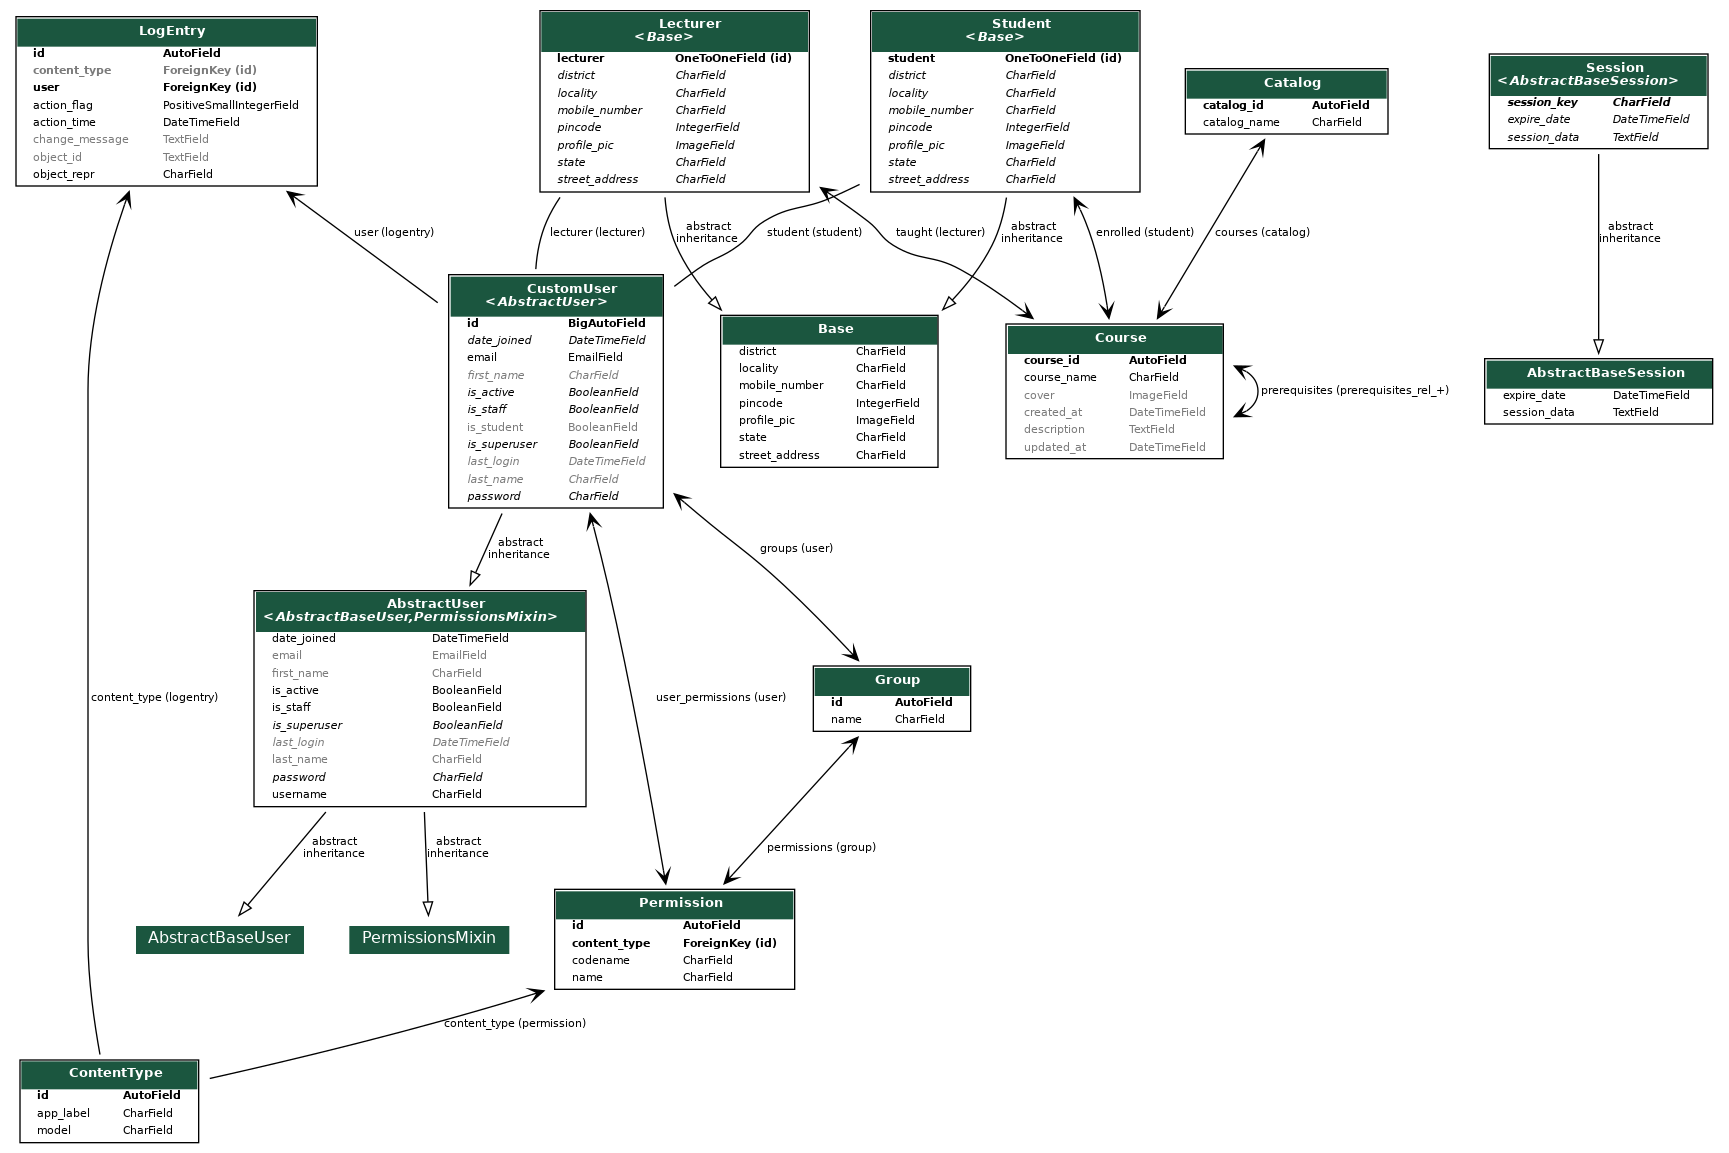 LogEntry
id AutoField
content_type ForeignKey (id)
user ForeignKey (id)
action_flag PositiveSmallIntegerField
action_time DateTimeField
change_message TextField
object_id TextField
object_repr CharField
Lecturer
<Base>
lecturer OneToOneField (id)
district CharField
locality CharField
mobile_number CharField
pincode IntegerField
profile_pic ImageField
state CharField
street_address CharField
Student
<Base>
student OneToOneField (id)
district CharField
locality CharField
mobile_number CharField
pincode IntegerField
profile_pic ImageField
state CharField
street_address CharField
Catalog
catalog_id AutoField
catalog_name CharField
Session
<AbstractBaseSession>
session_key CharField
expire_date DateTimeField
session_data TextField
user (logentry)
lecturer (lecturer)
abstract
inheritance
student (student)
taught (lecturer)
abstract
inheritance
enrolled (student)
courses (catalog)
abstract
inheritance
CustomUser
<AbstractUser>
id BigAutoField
date_joined DateTimeField
email EmailField
first_name CharField
is_active BooleanField
is_staff BooleanField
is_student BooleanField
is_superuser BooleanField
last_login DateTimeField
last_name CharField
password CharField
Base
district CharField
locality CharField
mobile_number CharField
pincode IntegerField
profile_pic ImageField
state CharField
street_address CharField
Course
course_id AutoField
course_name CharField
cover ImageField
created_at DateTimeField
description TextField
updated_at DateTimeField
prerequisites (prerequisites_rel_+)
AbstractBaseSession
expire_date DateTimeField
session_data TextField
abstract
inheritance
groups (user)
AbstractUser
<AbstractBaseUser,PermissionsMixin>
date_joined DateTimeField
email EmailField
first_name CharField
is_active BooleanField
is_staff BooleanField
is_superuser BooleanField
last_login DateTimeField
last_name CharField
password CharField
username CharField
content_type (logentry)
user_permissions (user)
Group
id AutoField
name CharField
abstract
inheritance
abstract
inheritance
permissions (group)
AbstractBaseUser
PermissionsMixin
Permission
id AutoField
content_type ForeignKey (id)
codename CharField
name CharField
content_type (permission)
ContentType
id AutoField
app_label CharField
model CharField